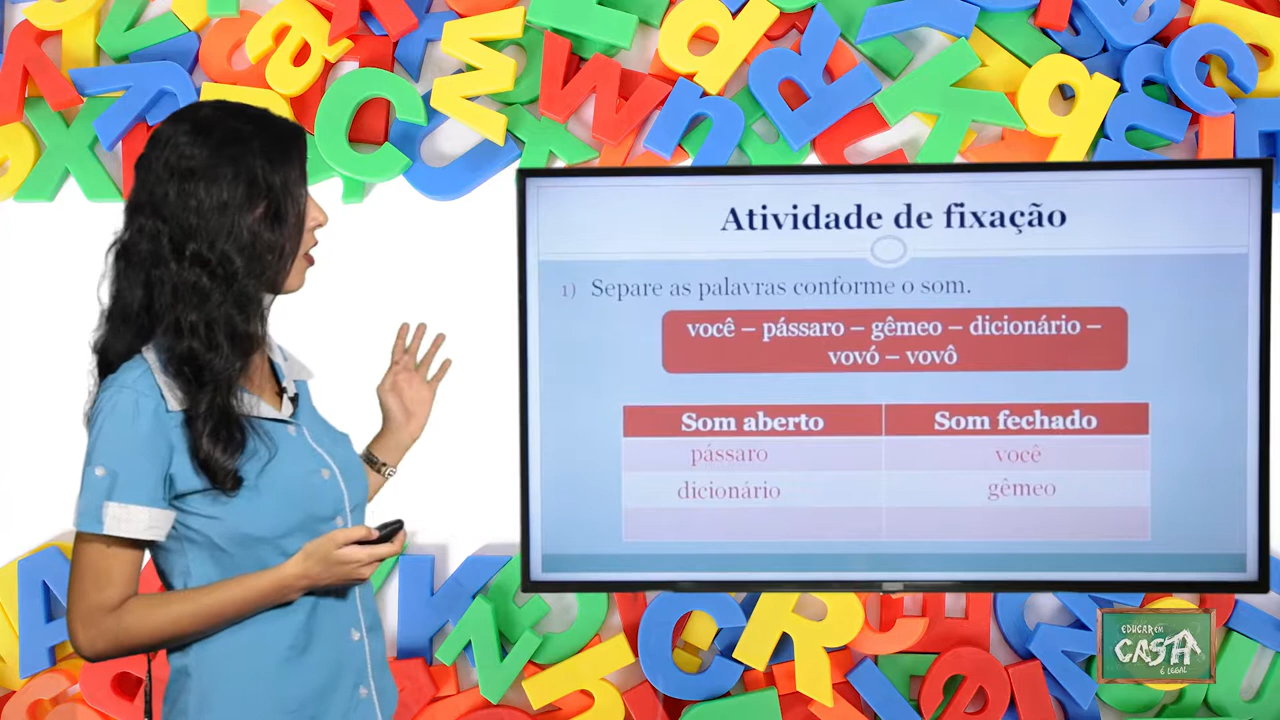 Atividade de fixação
1) Separe as palavras conforme o som.
você – pássaro – gêmeo – dicionário –
vovó – vovô
Som aberto Som fechado
pássaro você
dicionário gêmeo
EDUCAR EM
CASA
É LEGAL